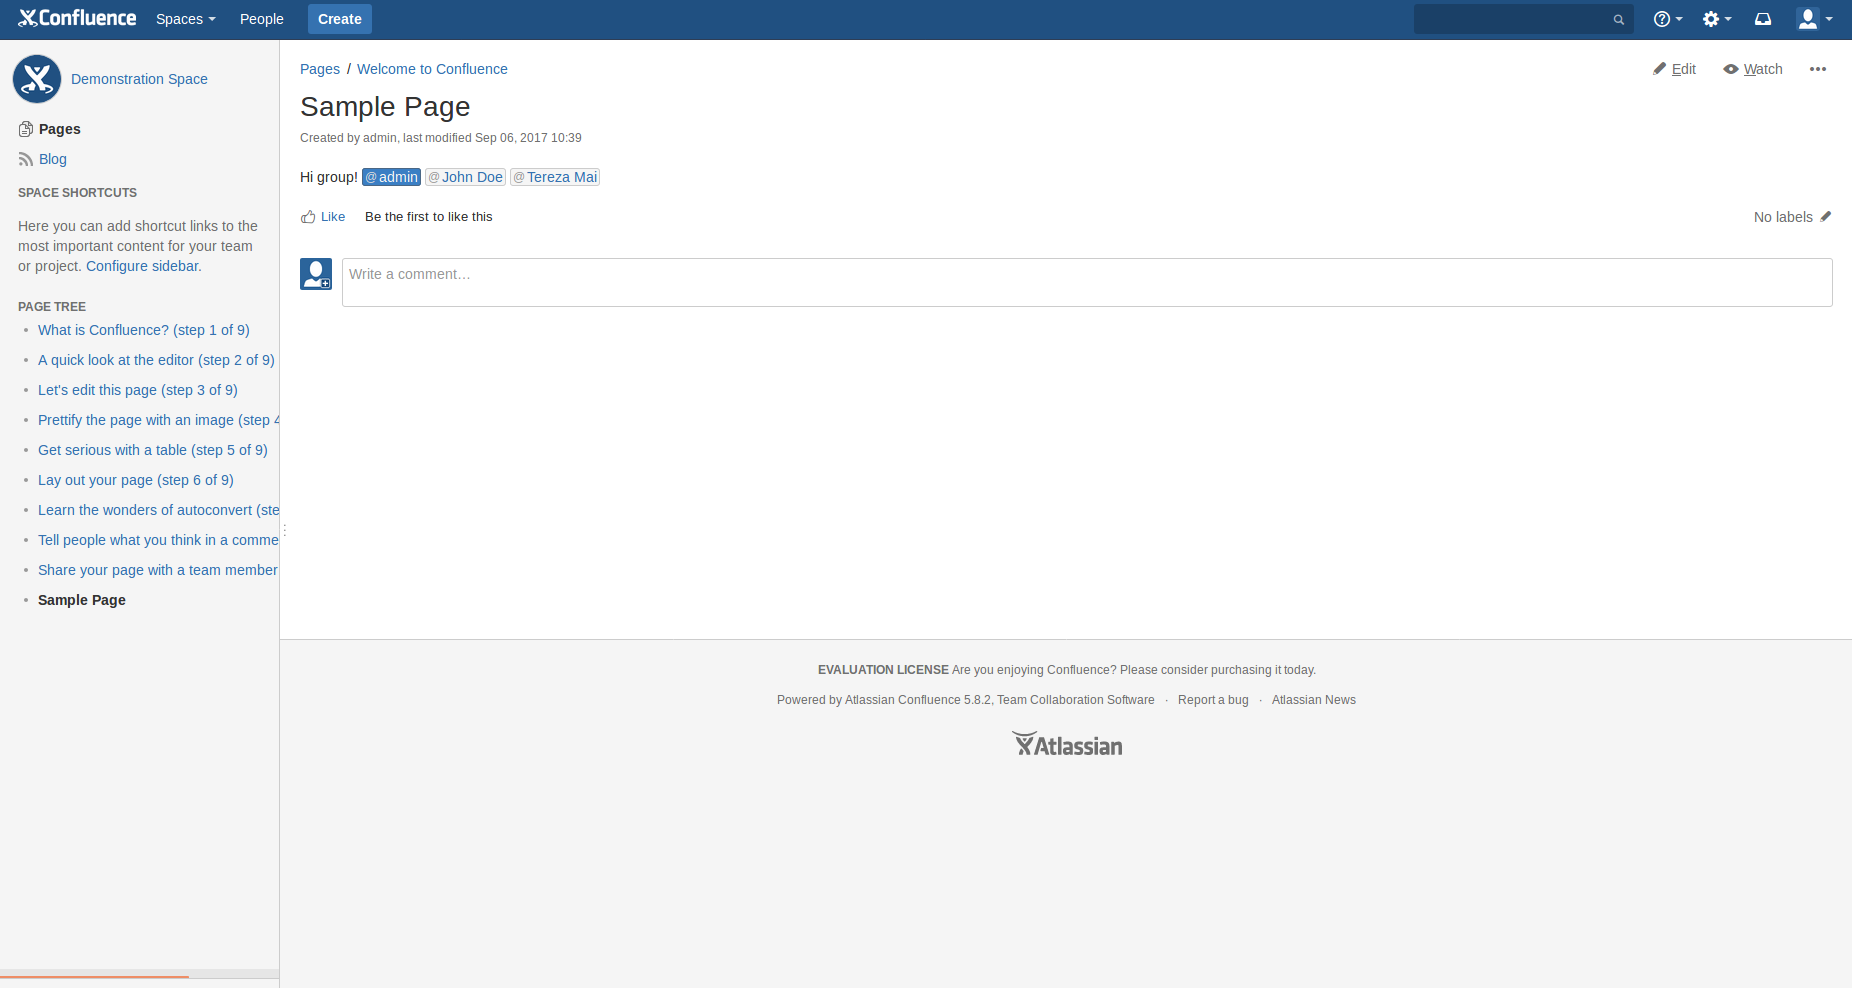 Confluence Spaces People Create
Demonstration Space
Pages
Blog
SPACE SHORTCUTS
Here you can add shortcut links to the
most important content for your team
or project. Configure sidebar.
PAGE TREE
What is Confluence? (step 1 of 9)
A quick look at the editor (step 2 of 9)
Let's edit this page (step 3 of 9)
Prettify the page with an image (step 4
Get serious with a table (step 5 of 9)
Lay out your page (step 6 of 9)
Learn the wonders of autoconvert (ste
Tell people what you think in a comme
Share your page with a team member
Sample Page
Pages / Welcome to Confluence
Edit Watch
Sample Page
Created by admin, last modified Sep 06, 2017 10:39
Hi group! @admin @John Doe @Tereza Mai
Like Be the first to like this
No labels
Write a comment…
EVALUATION LICENSE Are you enjoying Confluence? Please consider purchasing it today.
Powered by Atlassian Confluence 5.8.2, Team Collaboration Software · Report a bug · Atlassian News
Atlassian